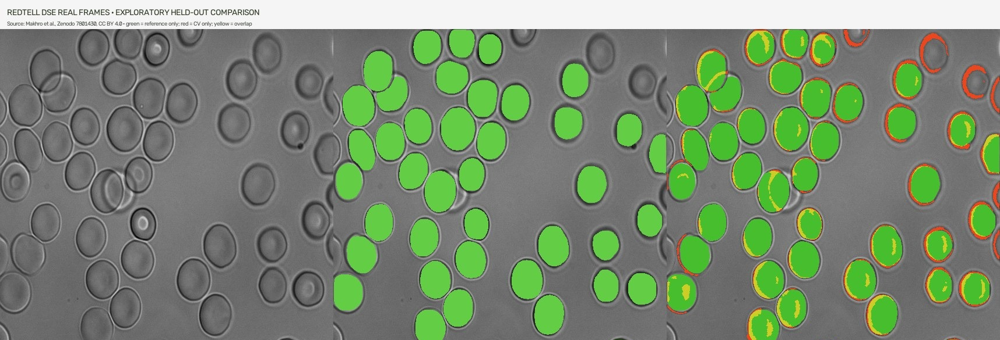 REDTELL DSE REAL FRAMES • EXPLORATORY HELD-OUT COMPARISON
Source: Makhro et al., Zenodo 7801430, CC BY 4.0 • green = reference only; red = CV only; yellow = overlap